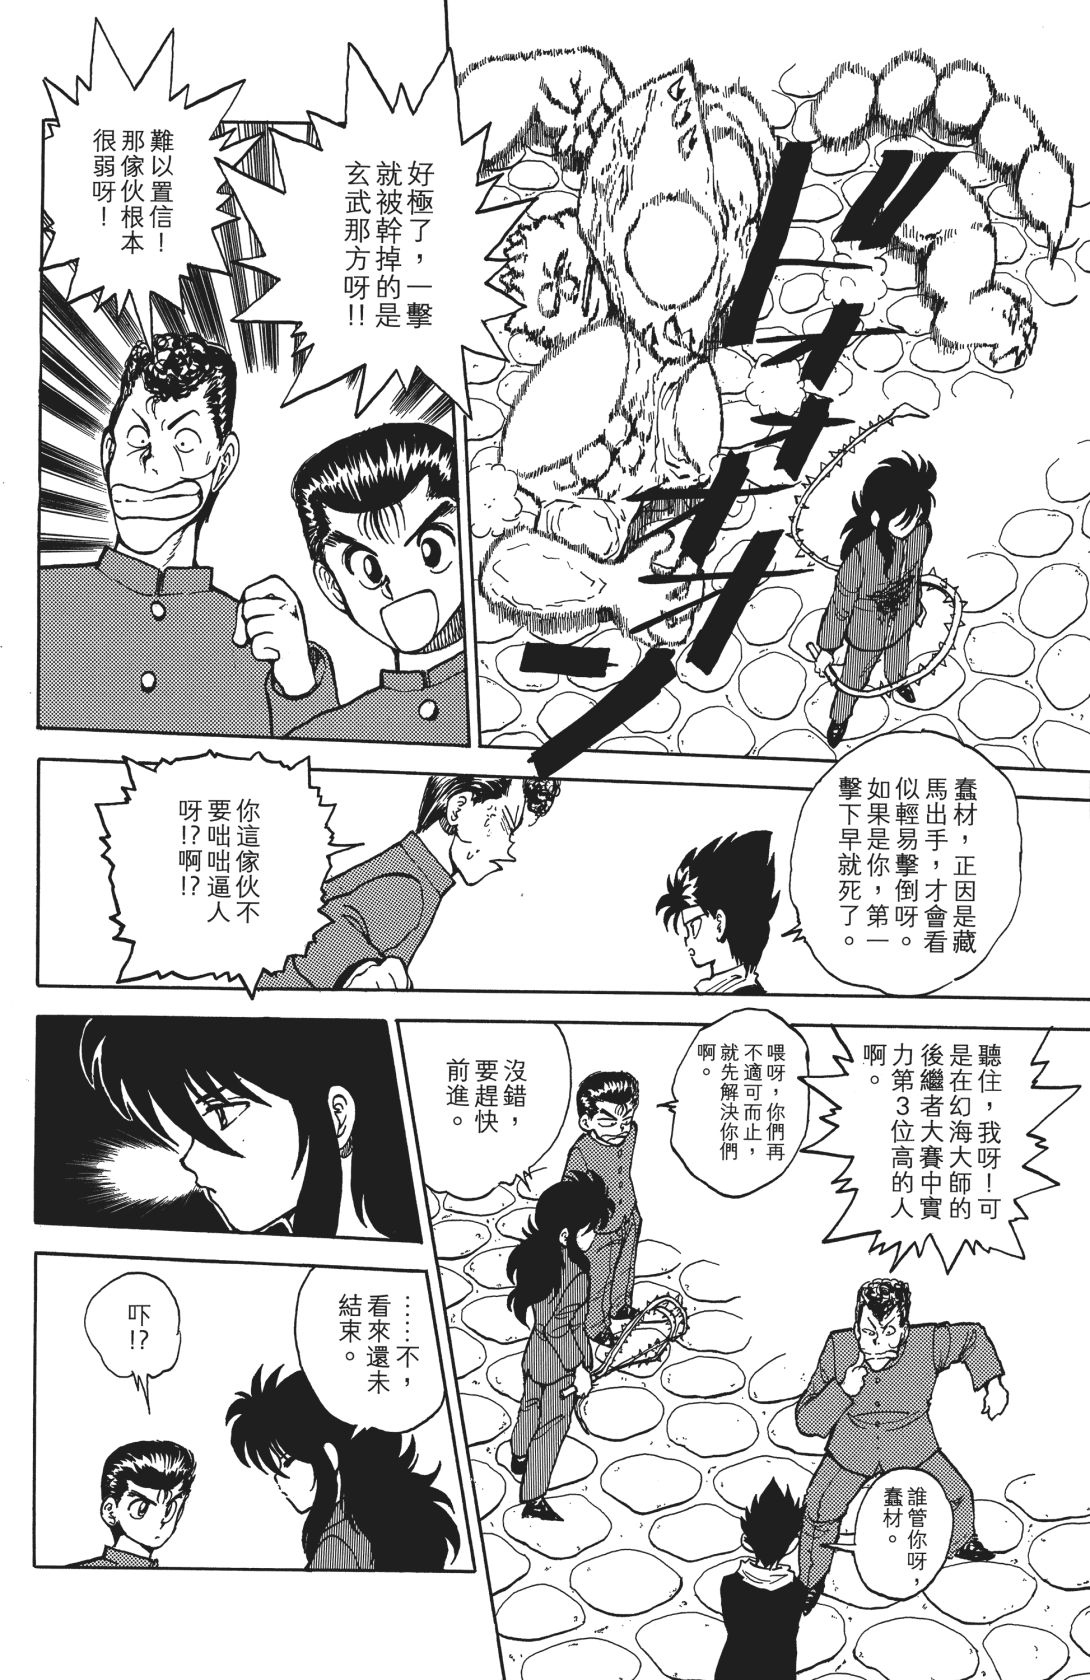 好極了，一擊
就被幹掉的是
玄武那方呀!!
難以置信！
那傢伙根本
很弱呀！
蠢材，正因是藏
馬出手，才會看
似輕易擊倒呀。
如果是你，第一
擊下早就死了。
你這傢伙不
要咄咄逼人
呀!?啊!?
聽住，我呀！可
是在幻海大師的
後繼者大賽中實
力第3位高的人
啊。
誰管你呀，
蠢材。
喂呀，你們再
不適可而止，
就先解決你們
啊。
沒錯，
要趕快
前進。
……不，
看來還未
結束。
吓!?